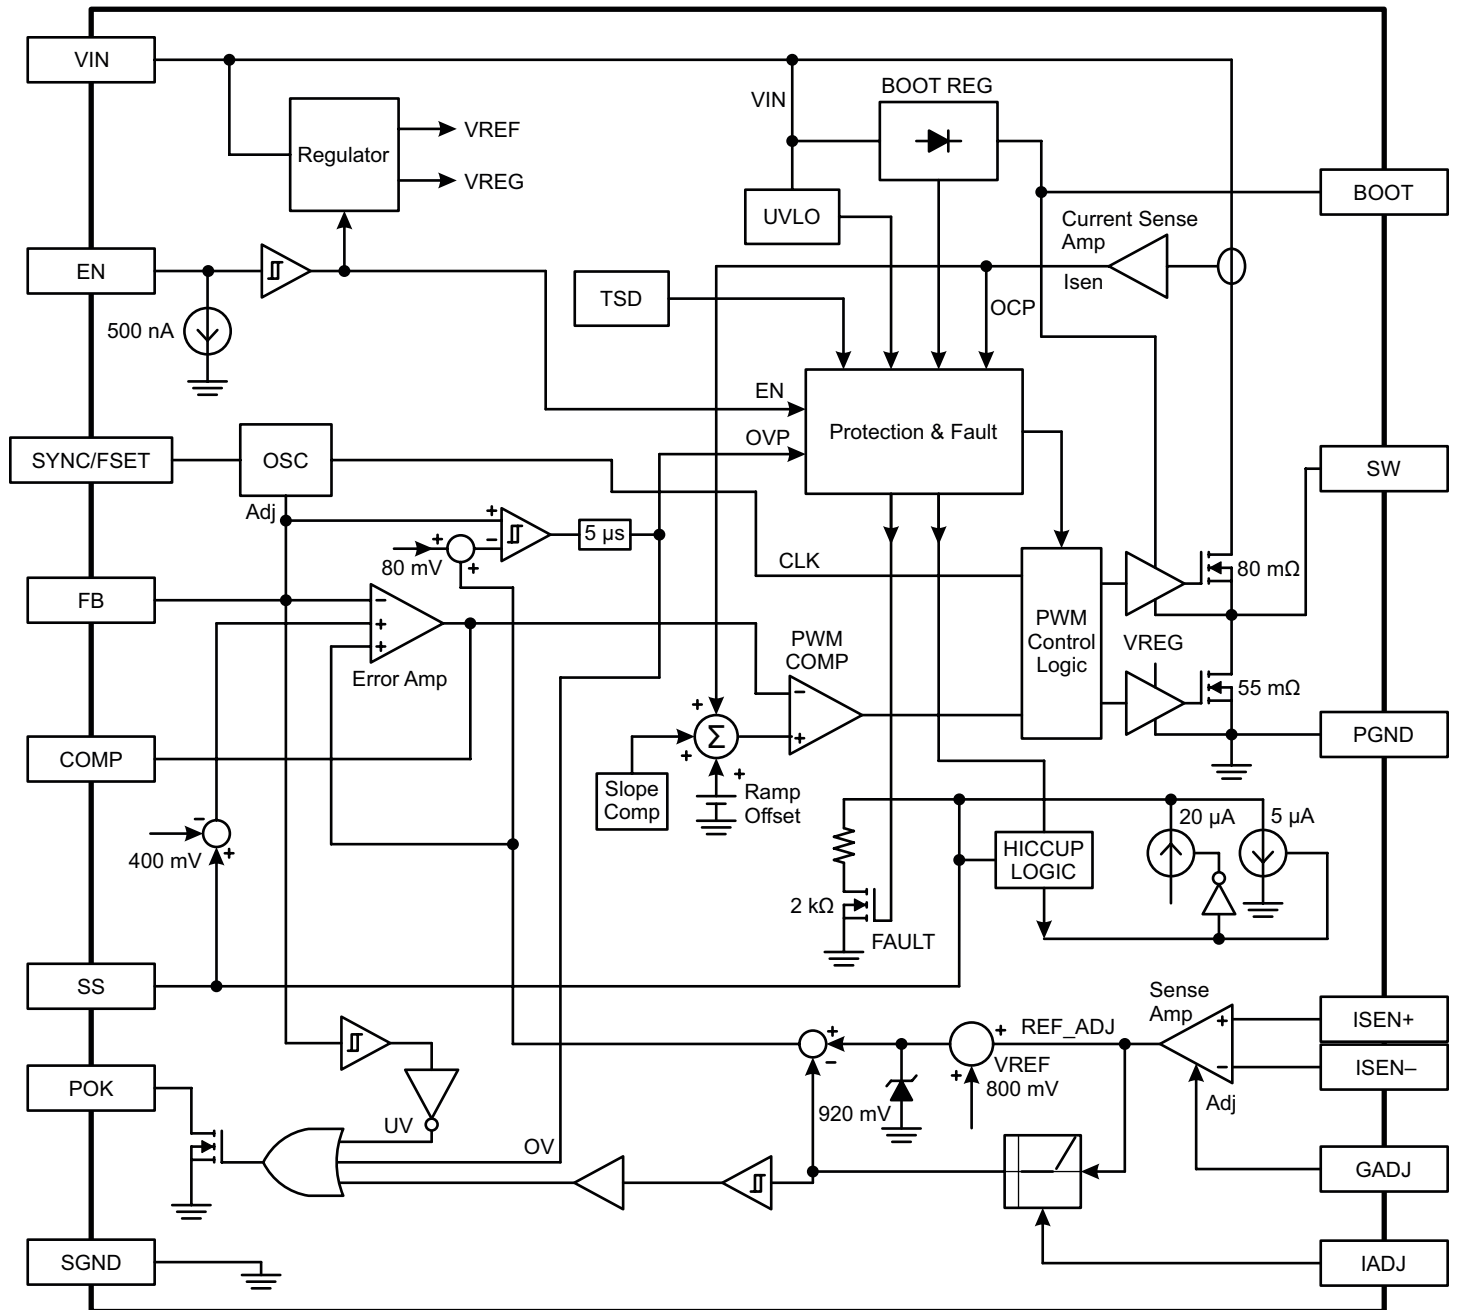 VIN
BOOT REG
VIN
VREF
Regulator
VREG
UVLO
BOOT
Current Sense
Amp
EN
Isen
TSD
OCP
500 nA
EN
Protection & Fault
OVP
SYNC/FSET
OSC
SW
Adj
+
5 µs
+
–
80 mV
+
CLK
80 mΩ
FB
–
+
+
Error Amp
PWM
COMP
PWM
Control
Logic
VREG
–
55 mΩ
+
Σ
+
+
PGND
COMP
+
Slope
Comp
Ramp
Offset
20 µA
5 µA
–
400 mV
+
HICCUP
LOGIC
2 kΩ
FAULT
SS
Sense
Amp
ISEN+
+
REF_ADJ
+
+
–
VREF
800 mV
+
–
ISEN–
POK
920 mV
Adj
UV
OV
GADJ
SGND
IADJ